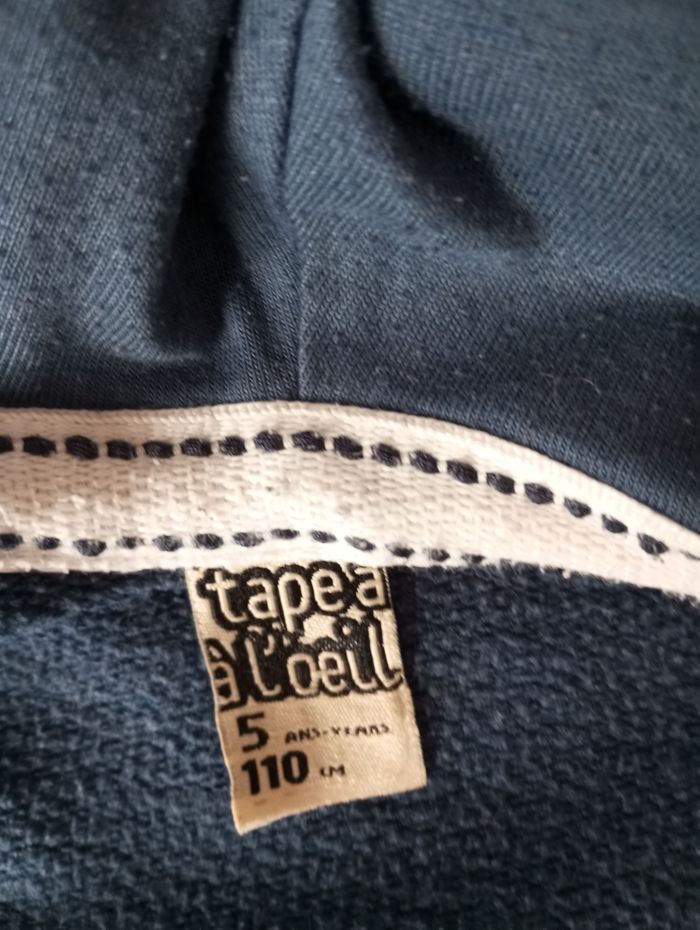 tape à
l'oeil
5 ANS-YEARS
110 CM